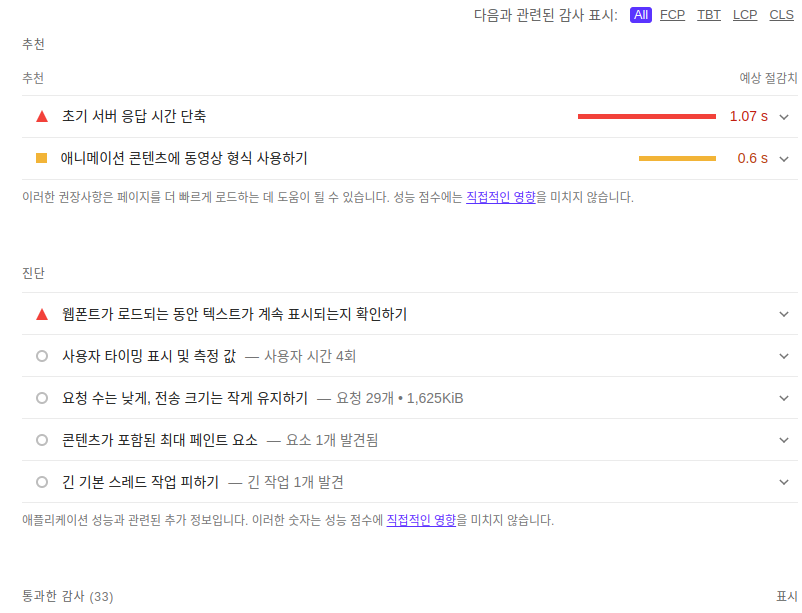 다음과 관련된 감사 표시: All FCP TBT LCP CLS
추천
추천 예상 절감치
초기 서버 응답 시간 단축 1.07 s
애니메이션 콘텐츠에 동영상 형식 사용하기 0.6 s
이러한 권장사항은 페이지를 더 빠르게 로드하는 데 도움이 될 수 있습니다. 성능 점수에는 직접적인 영향을 미치지 않습니다.
진단
웹폰트가 로드되는 동안 텍스트가 계속 표시되는지 확인하기
사용자 타이밍 표시 및 측정 값 — 사용자 시간 4회
요청 수는 낮게, 전송 크기는 작게 유지하기 — 요청 29개 • 1,625KiB
콘텐츠가 포함된 최대 페인트 요소 — 요소 1개 발견됨
긴 기본 스레드 작업 피하기 — 긴 작업 1개 발견
애플리케이션 성능과 관련된 추가 정보입니다. 이러한 숫자는 성능 점수에 직접적인 영향을 미치지 않습니다.
통과한 감사 (33) 표시